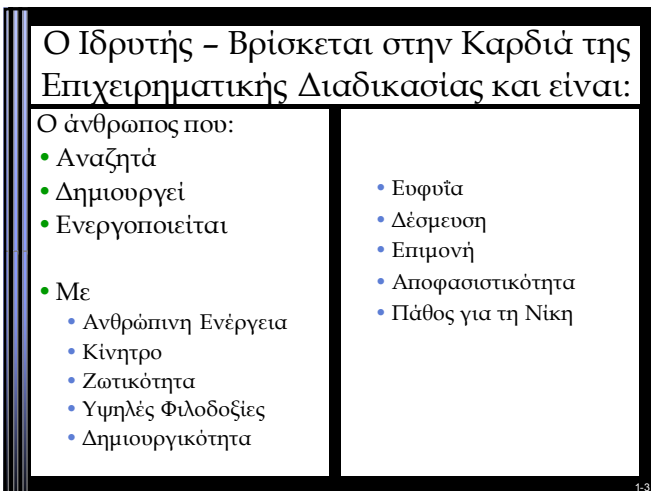 Ο Ιδρυτής – Βρίσκεται στην Καρδιά της
Επιχειρηματικής Διαδικασίας και είναι:
Ο άνθρωπος που:
• Αναζητά
• Δημιουργεί
• Ενεργοποιείται
• Με
• Ανθρώπινη Ενέργεια
• Κίνητρο
• Ζωτικότητα
• Υψηλές Φιλοδοξίες
• Δημιουργικότητα
• Ευφυΐα
• Δέσμευση
• Επιμονή
• Αποφασιστικότητα
• Πάθος για τη Νίκη
1-3